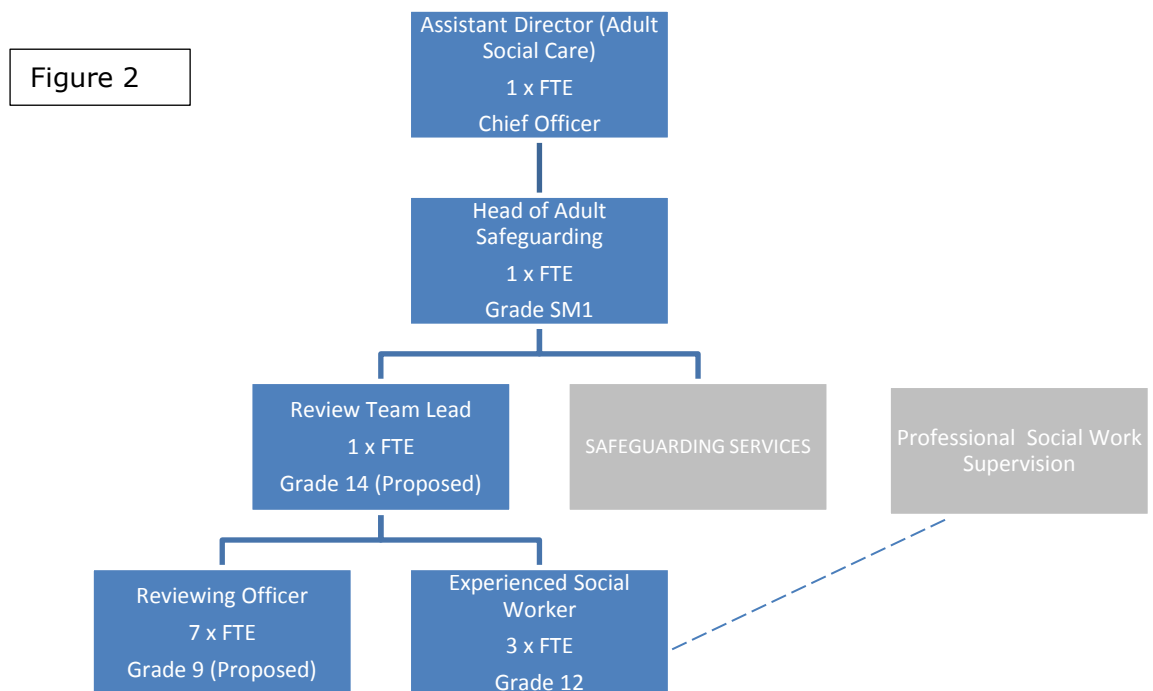 Figure 2
Assistant Director (Adult
Social Care)
1 x FTE
Chief Officer
Head of Adult
Safeguarding
1 x FTE
Grade SM1
Review Team Lead
1 x FTE
Grade 14 (Proposed)
SAFEGUARDING SERVICES
Professional Social Work
Supervision
Reviewing Officer
7 x FTE
Grade 9 (Proposed)
Experienced Social
Worker
3 x FTE
Grade 12